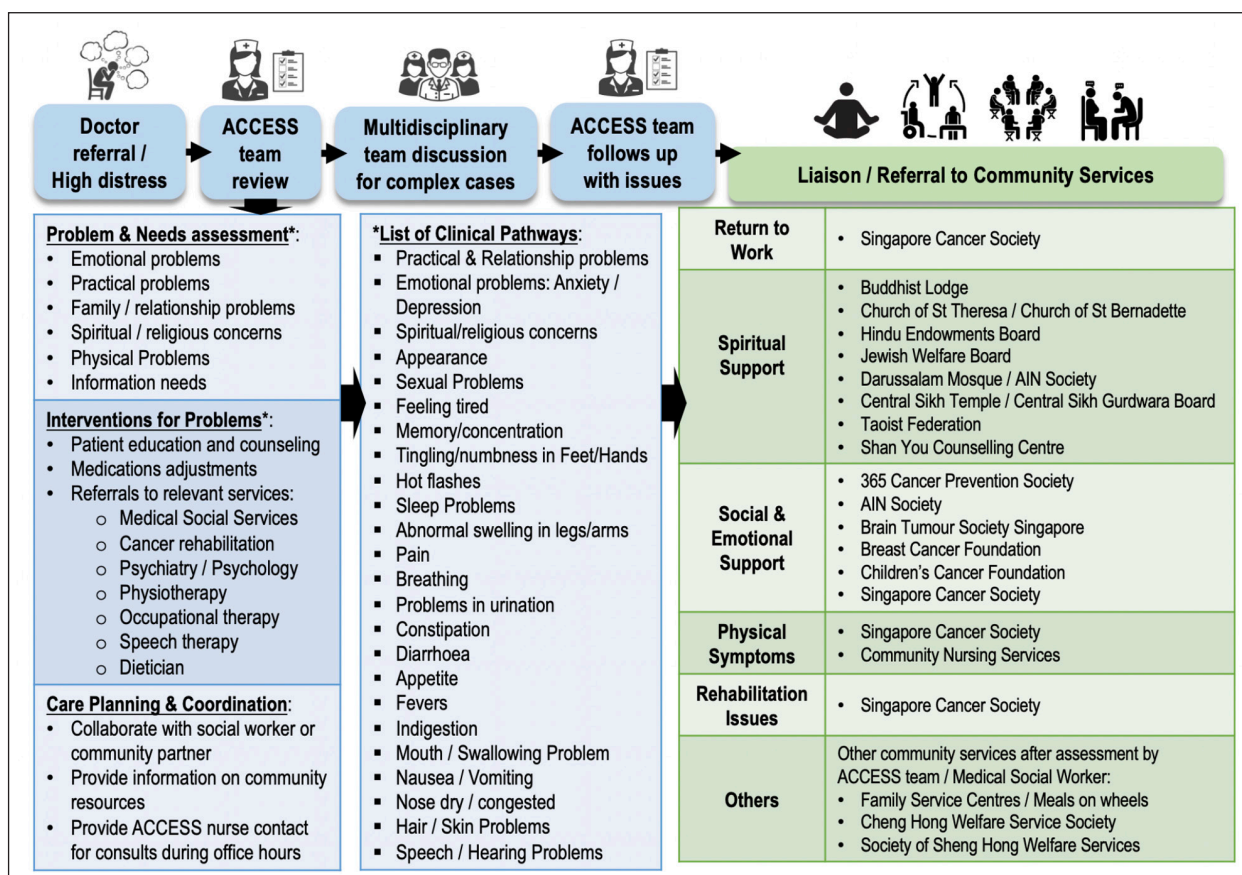 Doctor
referral /
High distress
ACCESS
team
review
Multidisciplinary
team discussion
for complex cases
ACCESS team
follows up
with issues
Liaison / Referral to Community Services
Problem & Needs assessment*:
• Emotional problems
• Practical problems
• Family / relationship problems
• Spiritual / religious concerns
• Physical Problems
• Information needs
Interventions for Problems*:
• Patient education and counseling
• Medications adjustments
• Referrals to relevant services:
o Medical Social Services
o Cancer rehabilitation
o Psychiatry / Psychology
o Physiotherapy
o Occupational therapy
o Speech therapy
o Dietician
Care Planning & Coordination:
• Collaborate with social worker or
community partner
• Provide information on community
resources
• Provide ACCESS nurse contact
for consults during office hours
*List of Clinical Pathways:
▪ Practical & Relationship problems
▪ Emotional problems: Anxiety /
Depression
▪ Spiritual/religious concerns
▪ Appearance
▪ Sexual Problems
▪ Feeling tired
▪ Memory/concentration
▪ Tingling/numbness in Feet/Hands
▪ Hot flashes
▪ Sleep Problems
▪ Abnormal swelling in legs/arms
▪ Pain
▪ Breathing
▪ Problems in urination
▪ Constipation
▪ Diarrhoea
▪ Appetite
▪ Fevers
▪ Indigestion
▪ Mouth / Swallowing Problem
▪ Nausea / Vomiting
▪ Nose dry / congested
▪ Hair / Skin Problems
▪ Speech / Hearing Problems
Return to
Work
• Singapore Cancer Society
Spiritual
Support
• Buddhist Lodge
• Church of St Theresa / Church of St Bernadette
• Hindu Endowments Board
• Jewish Welfare Board
• Darussalam Mosque / AIN Society
• Central Sikh Temple / Central Sikh Gurdwara Board
• Taoist Federation
• Shan You Counselling Centre
Social &
Emotional
Support
• 365 Cancer Prevention Society
• AIN Society
• Brain Tumour Society Singapore
• Breast Cancer Foundation
• Children's Cancer Foundation
• Singapore Cancer Society
Physical
Symptoms
• Singapore Cancer Society
• Community Nursing Services
Rehabilitation
Issues
• Singapore Cancer Society
Others
Other community services after assessment by
ACCESS team / Medical Social Worker:
• Family Service Centres / Meals on wheels
• Cheng Hong Welfare Service Society
• Society of Sheng Hong Welfare Services